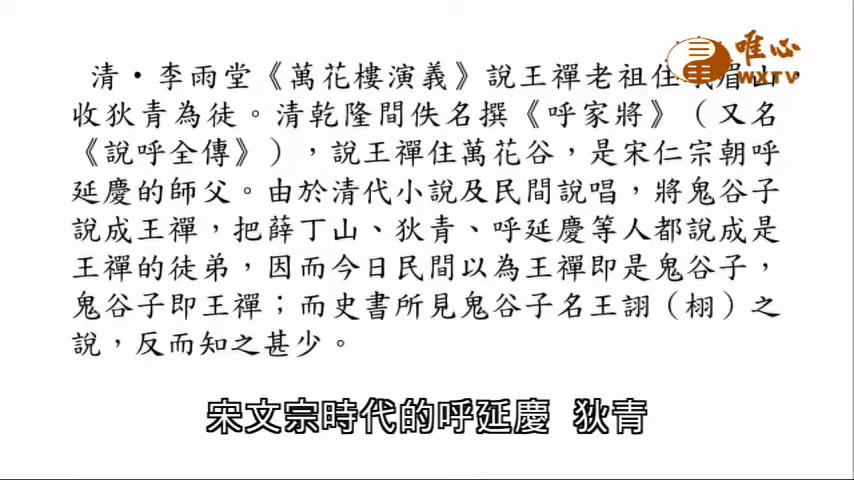 清•李雨堂《萬花樓演義》說王禪老祖住眉山，
收狄青為徒。清乾隆間佚名撰《呼家將》（又名
《說呼全傳》），說王禪住萬花谷，是宋仁宗朝呼
延慶的師父。由於清代小說及民間說唱，將鬼谷子
說成王禪，把薛丁山、狄青、呼延慶等人都說成是
王禪的徒弟，因而今日民間以為王禪即是鬼谷子，
鬼谷子即王禪；而史書所見鬼谷子名王詡（栩）之
說，反而知之甚少。
宋文宗時代的呼延慶 狄青
唯心
WXTV